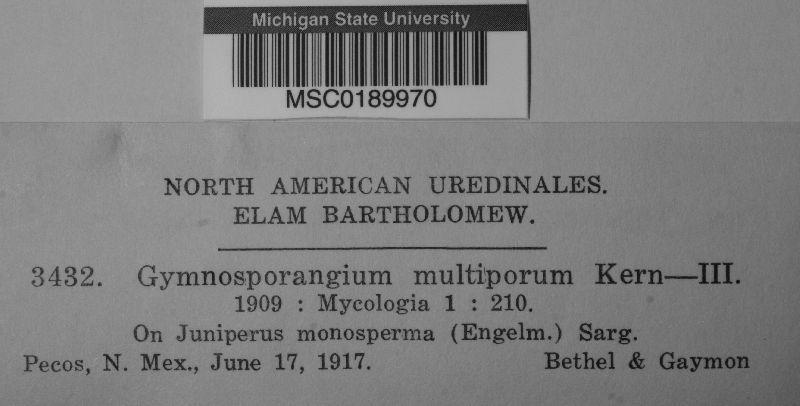 Michigan State University
MSC0189970
NORTH AMERICAN UREDINALES.
ELAM BARTHOLOMEW.
3432. Gymnosporangium multiporum Kern—III.
1909 : Mycologia 1 : 210.
On Juniperus monosperma (Engelm.) Sarg.
Pecos, N. Mex., June 17, 1917. Bethel & Gaymon